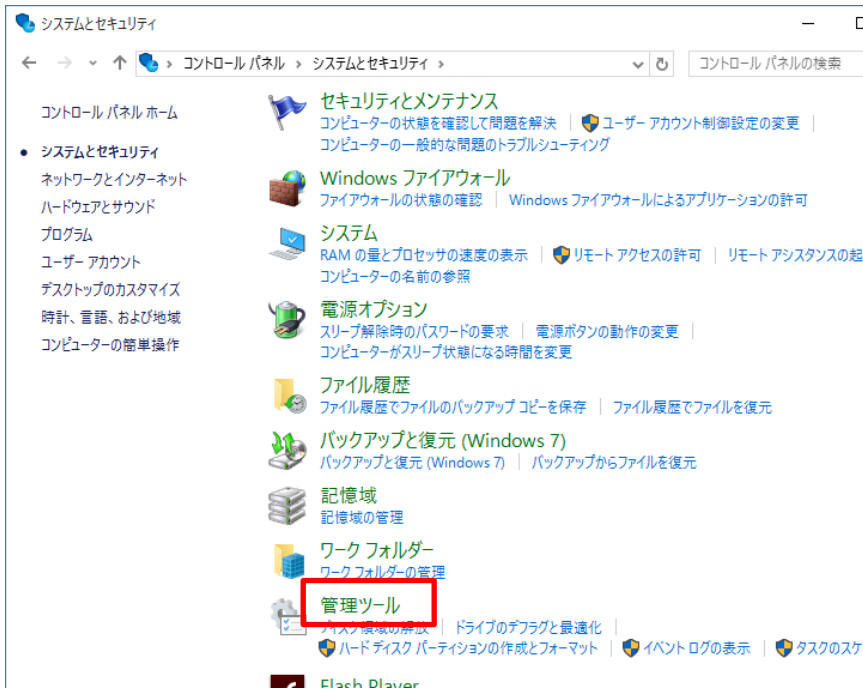 システムとセキュリティ
コントロール パネル › システムとセキュリティ ›
コントロール パネルの検索
コントロール パネル ホーム
システムとセキュリティ
ネットワークとインターネット
ハードウェアとサウンド
プログラム
ユーザー アカウント
デスクトップのカスタマイズ
時計、言語、および地域
コンピューターの簡単操作
セキュリティとメンテナンス
コンピューターの状態を確認して問題を解決 | ユーザー アカウント制御設定の変更 |
コンピューターの一般的な問題のトラブルシューティング
Windows ファイアウォール
ファイアウォールの状態の確認 | Windows ファイアウォールによるアプリケーションの許可
システム
RAM の量とプロセッサの速度の表示 | リモート アクセスの許可 | リモート アシスタンスの起
コンピューターの名前の参照
電源オプション
スリープ解除時のパスワードの要求 | 電源ボタンの動作の変更 |
コンピューターがスリープ状態になる時間を変更
ファイル履歴
ファイル履歴でファイルのバックアップ コピーを保存 | ファイル履歴でファイルを復元
バックアップと復元 (Windows 7)
バックアップと復元 (Windows 7) | バックアップからファイルを復元
記憶域
記憶域の管理
ワーク フォルダー
ワーク フォルダーの管理
管理ツール
ディスク領域の解放 | ドライブのデフラグと最適化 |
ハード ディスク パーティションの作成とフォーマット | イベント ログの表示 | タスクのスケ
Flash Player